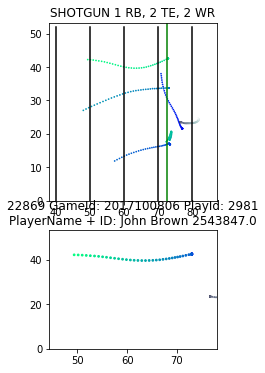 SHOTGUN 1 RB, 2 TE, 2 WR
50
40
30
20
10
0
40 50 60 70 80
22869 GameId: 2017100806 PlayId: 2981
PlayerName + ID: John Brown 2543847.0
40
20
0
50 60 70